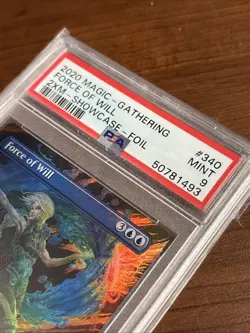 2020 MAGIC-GATHERING
FORCE OF WILL
2XM-SHOWCASE-FOIL
#340
MINT
9
50781493
PSA
Force of Will
3